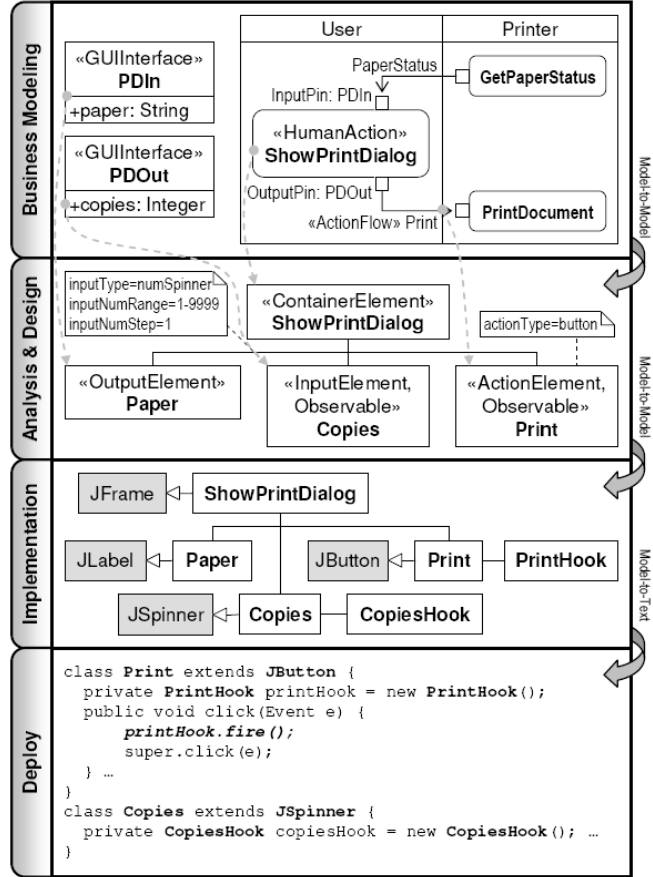 Business Modeling
«GUIInterface»
PDIn
+paper: String
«GUIInterface»
PDOut
+copies: Integer
User
Printer
PaperStatus
GetPaperStatus
InputPin: PDIn
«HumanAction»
ShowPrintDialog
OutputPin: PDOut
«ActionFlow» Print
PrintDocument
Model-to-Model
Analysis & Design
inputType=numSpinner
inputNumRange=1-9999
inputNumStep=1
«ContainerElement»
ShowPrintDialog
actionType=button
«OutputElement»
Paper
«InputElement,
Observable»
Copies
«ActionElement,
Observable»
Print
Model-to-Model
Implementation
JFrame
ShowPrintDialog
JLabel
Paper
JButton
Print
PrintHook
JSpinner
Copies
CopiesHook
Model-to-Text
Deploy
class Print extends JButton {
private PrintHook printHook = new PrintHook();
public void click(Event e) {
printHook.fire();
super.click(e);
} …
}
class Copies extends JSpinner {
private CopiesHook copiesHook = new CopiesHook(); …
}